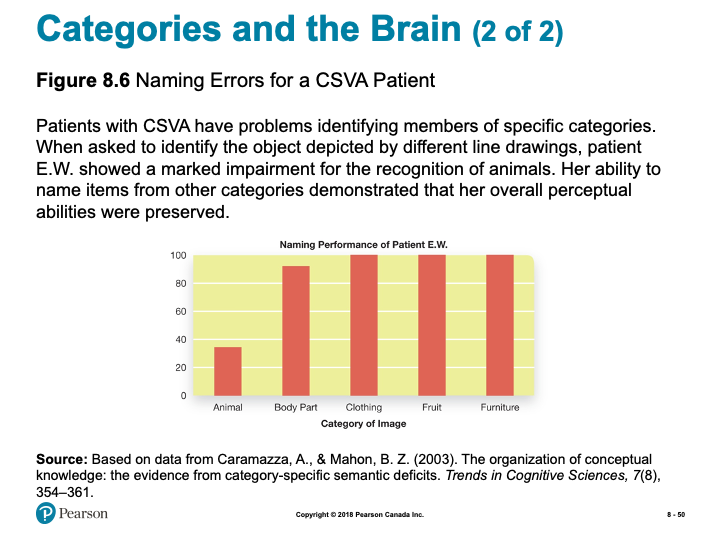 Categories and the Brain (2 of 2)
Figure 8.6 Naming Errors for a CSVA Patient
Patients with CSVA have problems identifying members of specific categories.
When asked to identify the object depicted by different line drawings, patient
E.W. showed a marked impairment for the recognition of animals. Her ability to
name items from other categories demonstrated that her overall perceptual
abilities were preserved.
Naming Performance of Patient E.W.
100
80
60
40
20
0
Animal Body Part Clothing Fruit Furniture
Category of Image
Source: Based on data from Caramazza, A., & Mahon, B. Z. (2003). The organization of conceptual
knowledge: the evidence from category-specific semantic deficits. Trends in Cognitive Sciences, 7(8),
354–361.
P Pearson Copyright © 2018 Pearson Canada Inc. 8 - 50